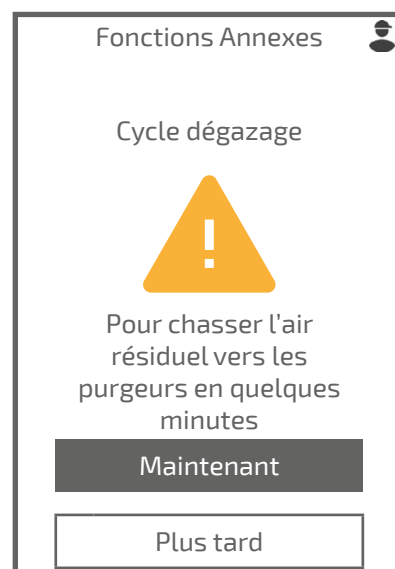 Fonctions Annexes
Cycle dégazage
!
Pour chasser l’air
résiduel vers les
purgeurs en quelques
minutes
Maintenant
Plus tard